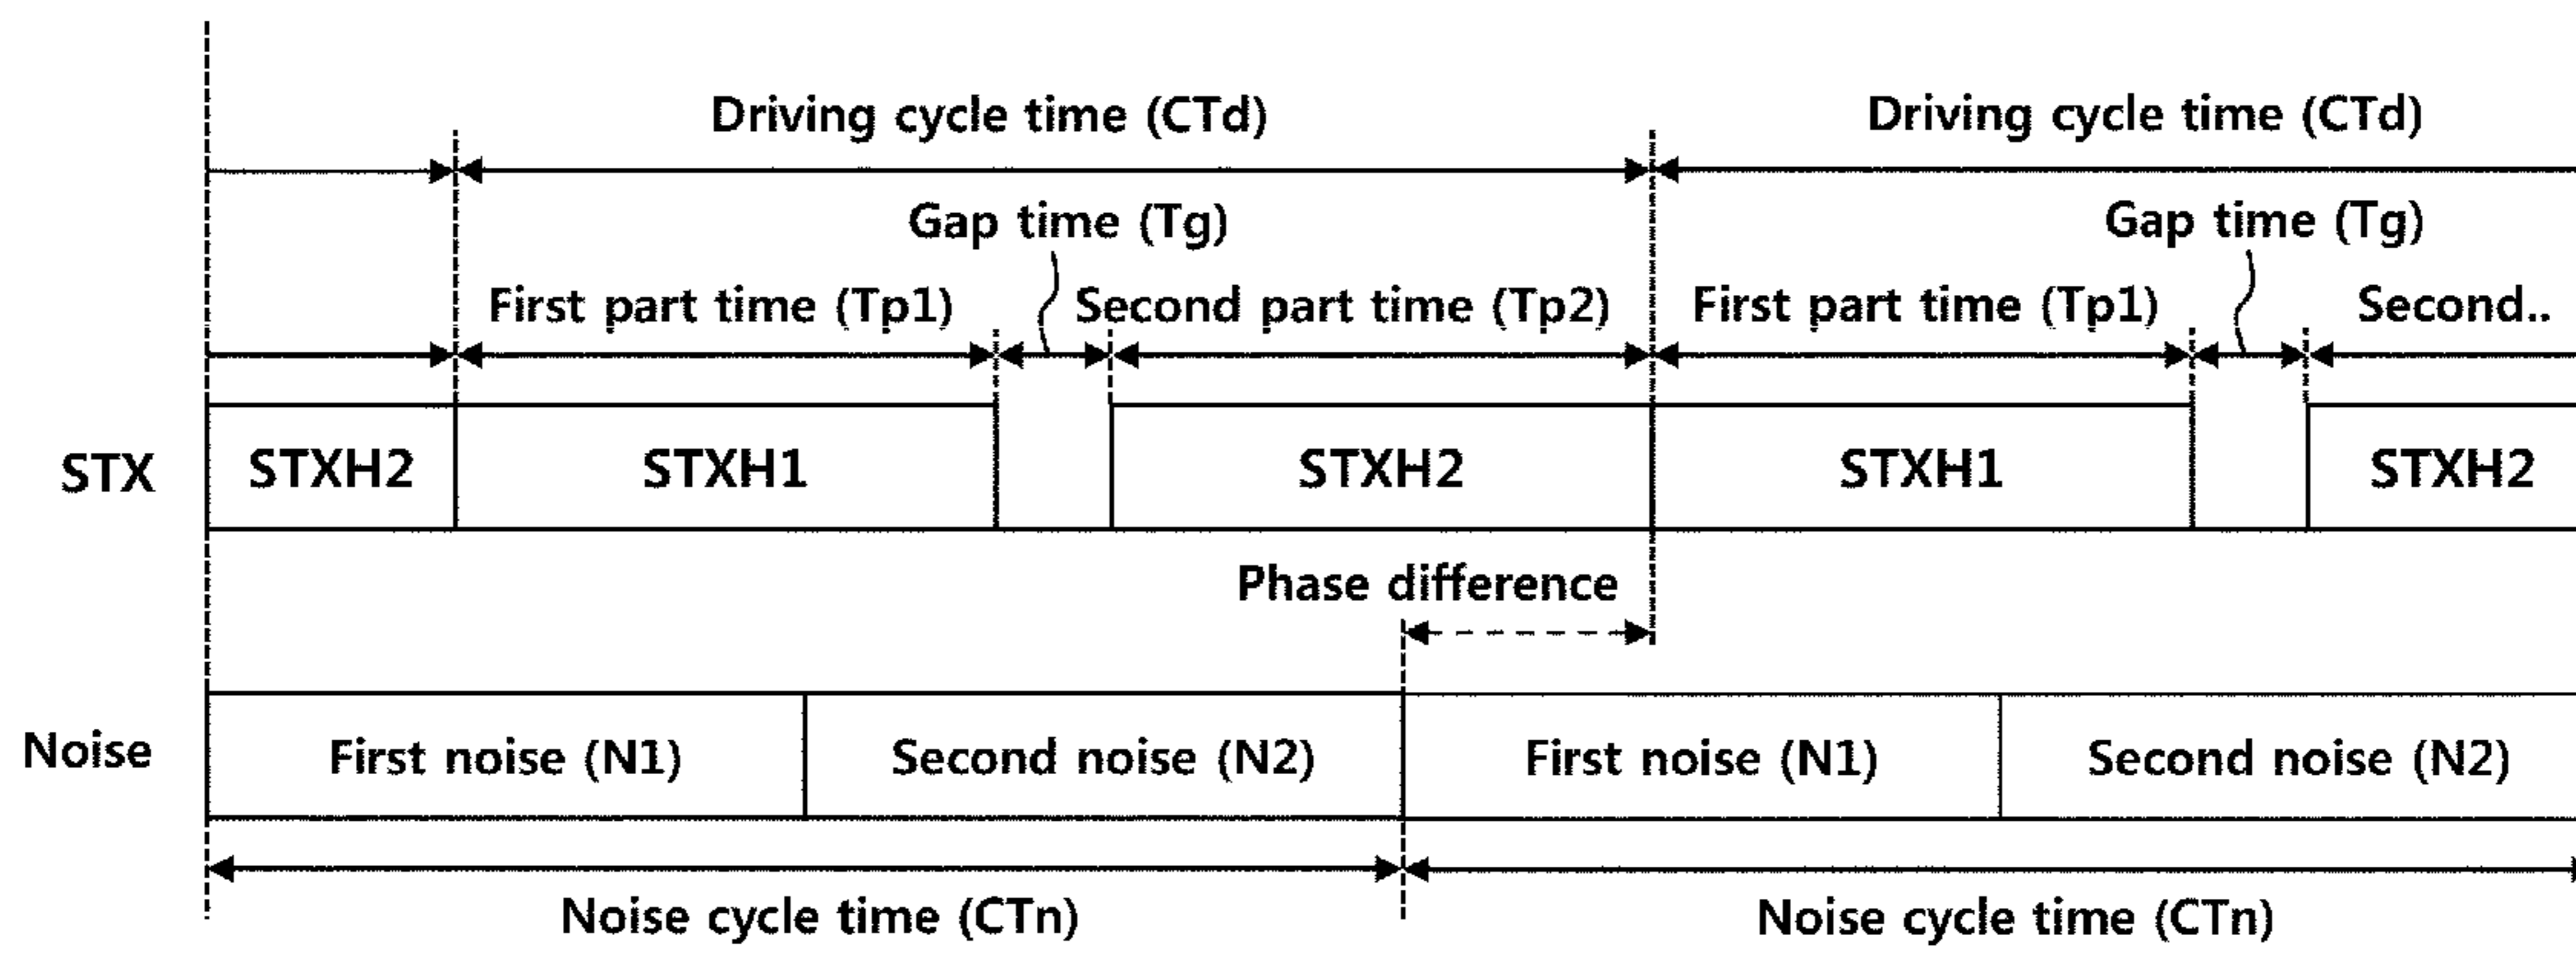 Driving cycle time (CTd) Driving cycle time (CTd)
Gap time (Tg) Gap time (Tg)
First part time (Tp1) Second part time (Tp2) First part time (Tp1) Second..
STX STXH2 STXH1 STXH2 STXH1 STXH2
Phase difference
Noise First noise (N1) Second noise (N2) First noise (N1) Second noise (N2)
Noise cycle time (CTn) Noise cycle time (CTn)